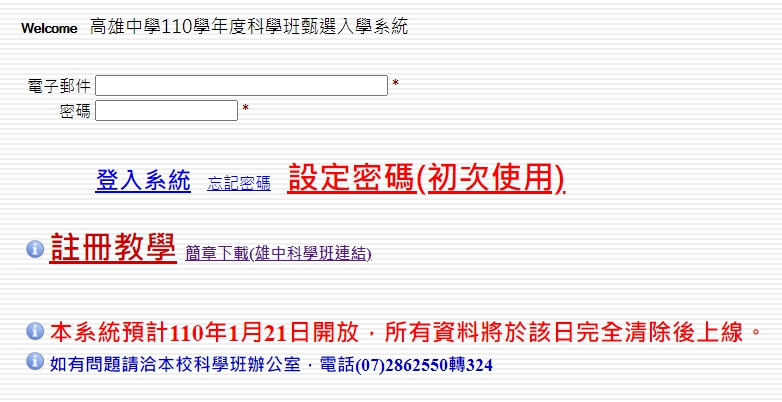 Welcome 高雄中學110學年度科學班甄選入學系統
電子郵件 *
密碼 *
登入系統 忘記密碼 設定密碼(初次使用)
註冊教學 簡章下載(雄中科學班連結)
本系統預計110年1月21日開放，所有資料將於該日完全清除後上線。
如有問題請洽本校科學班辦公室，電話(07)2862550轉324